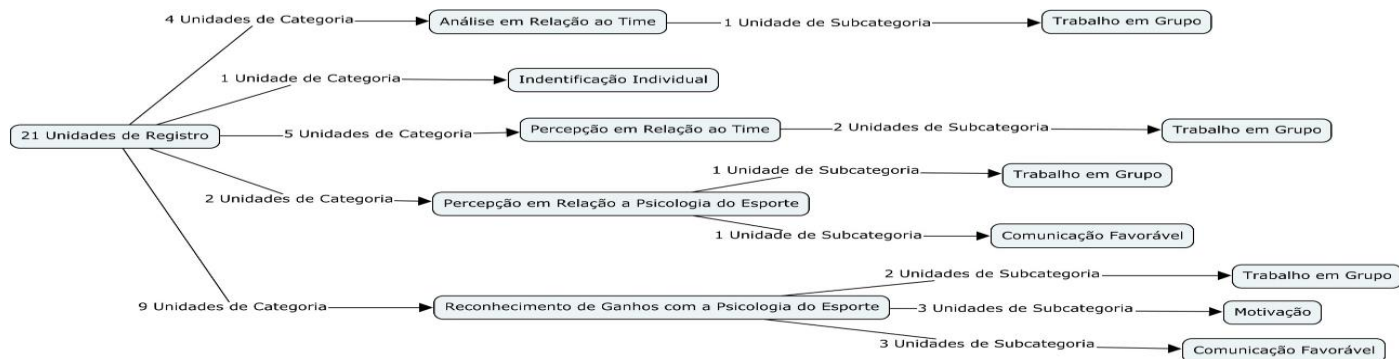 4 Unidades de Categoria
Análise em Relação ao Time
1 Unidade de Subcategoria
Trabalho em Grupo
1 Unidade de Categoria
Indentificação Individual
21 Unidades de Registro
5 Unidades de Categoria
Percepção em Relação ao Time
2 Unidades de Subcategoria
Trabalho em Grupo
2 Unidades de Categoria
Percepção em Relação a Psicologia do Esporte
1 Unidade de Subcategoria
Trabalho em Grupo
1 Unidade de Subcategoria
Comunicação Favorável
9 Unidades de Categoria
Reconhecimento de Ganhos com a Psicologia do Esporte
2 Unidades de Subcategoria
Trabalho em Grupo
3 Unidades de Subcategoria
Motivação
3 Unidades de Subcategoria
Comunicação Favorável